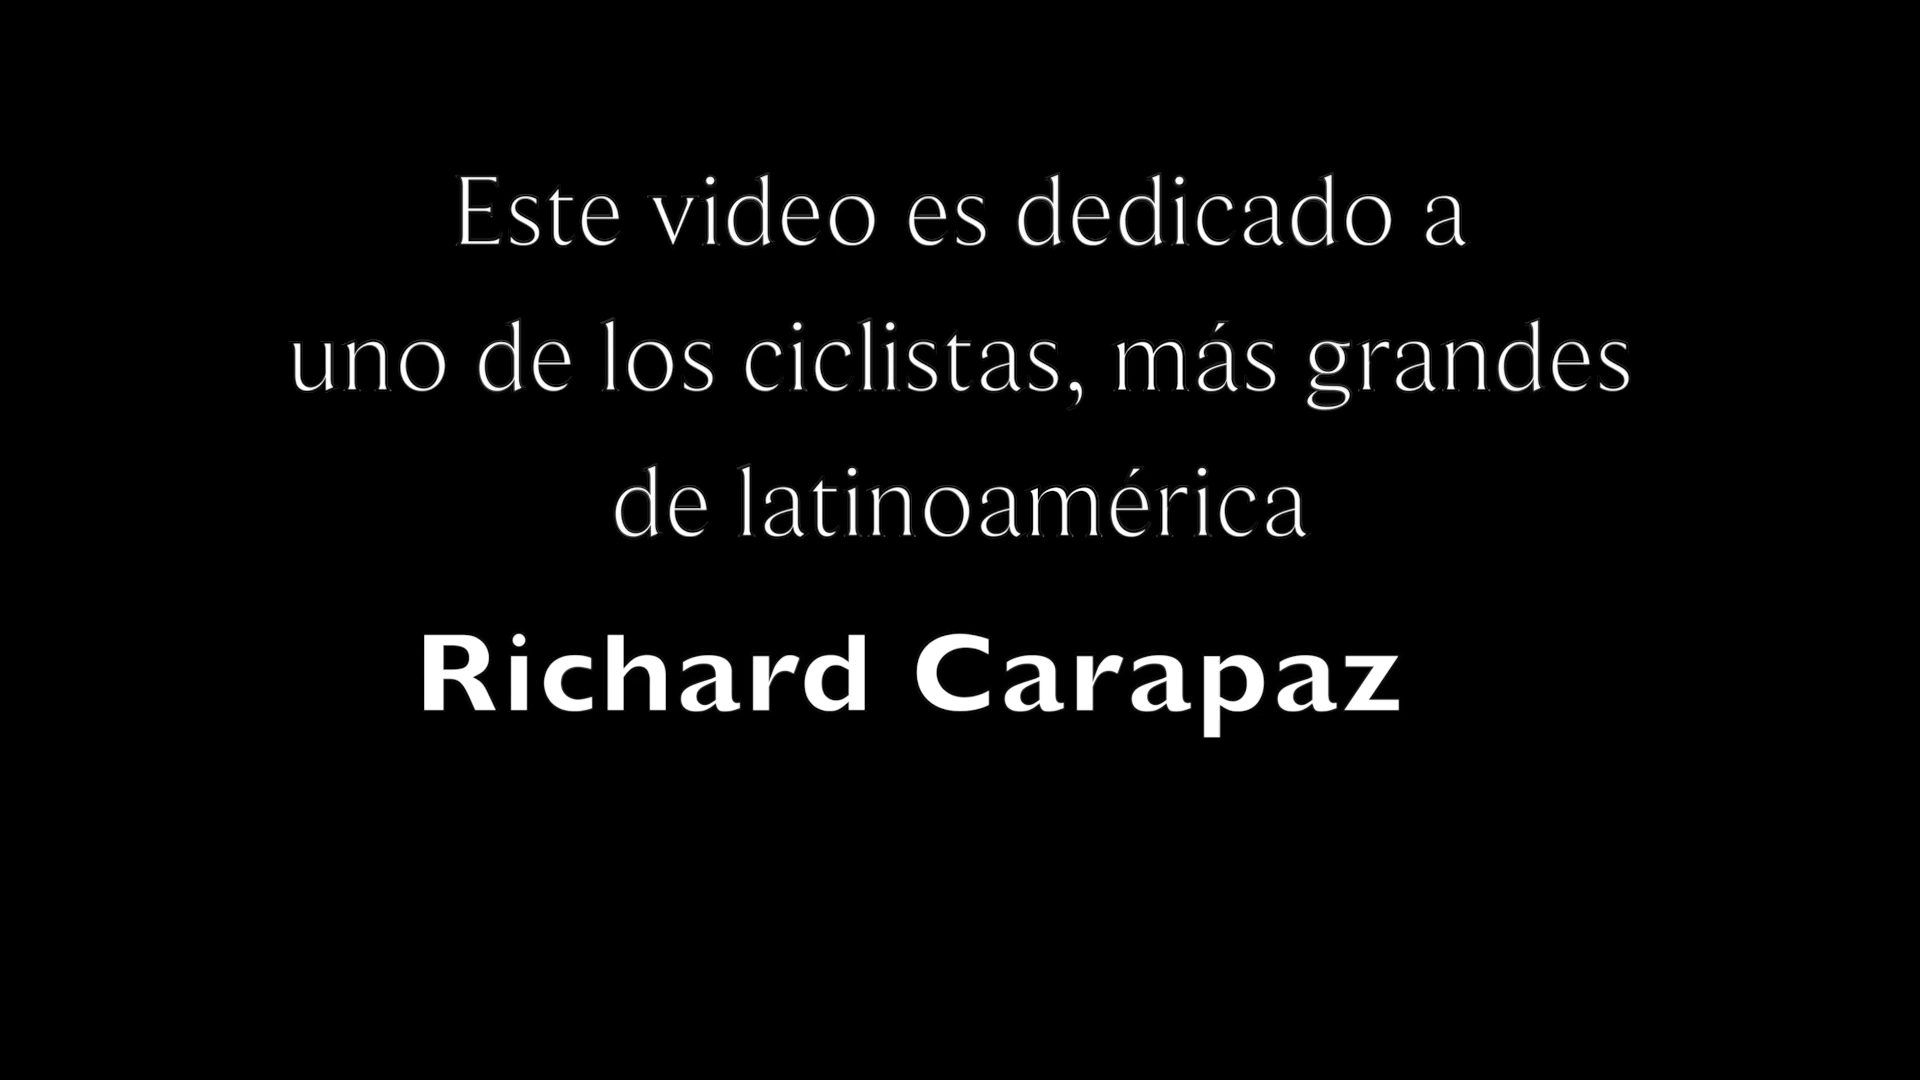 Este video es dedicado a
uno de los ciclistas, más grandes
de latinoamérica
Richard Carapaz